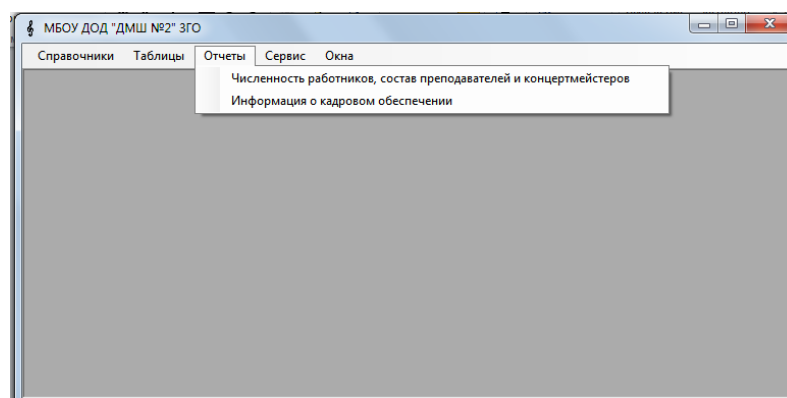 МБОУ ДОД "ДМШ №2" ЗГО
Справочники Таблицы Отчеты Сервис Окна
Численность работников, состав преподавателей и концертмейстеров
Информация о кадровом обеспечении